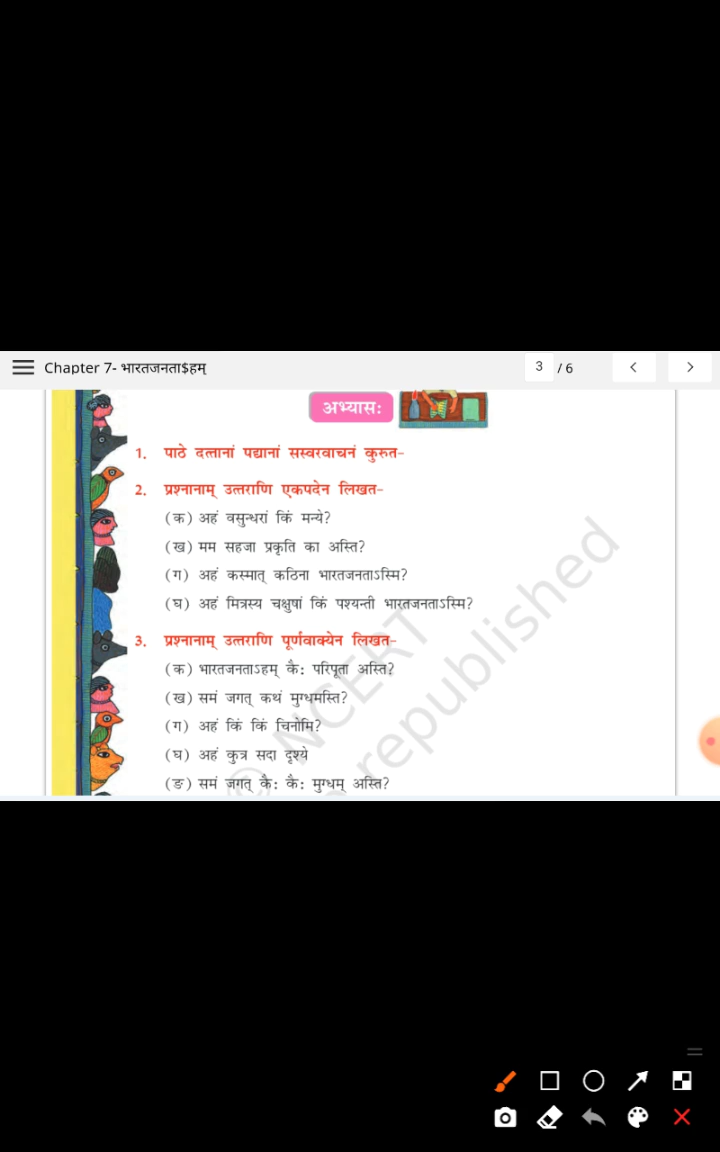 Chapter 7- भारतजनता$हम्
3 / 6
अभ्यासः
1. पाठे दत्तानां पद्यानां सस्वरवाचनं कुरुत-
2. प्रश्नानाम् उत्तराणि एकपदेन लिखत-
(क) अहं वसुन्धरां किं मन्ये?
(ख) मम सहजा प्रकृति का अस्ति?
(ग) अहं कस्मात् कठिना भारतजनताऽस्मि?
(घ) अहं मित्रस्य चक्षुषां किं पश्यन्ती भारतजनताऽस्मि?
3. प्रश्नानाम् उत्तराणि पूर्णवाक्येन लिखत-
(क) भारतजनताऽहम् कैः परिपूता अस्ति?
(ख) समं जगत् कथं मुग्धमस्ति?
(ग) अहं किं किं चिनोमि?
(घ) अहं कुत्र सदा दृश्ये
(ङ) समं जगत् कैः कैः मुग्धम् अस्ति?
© NCERT
republished